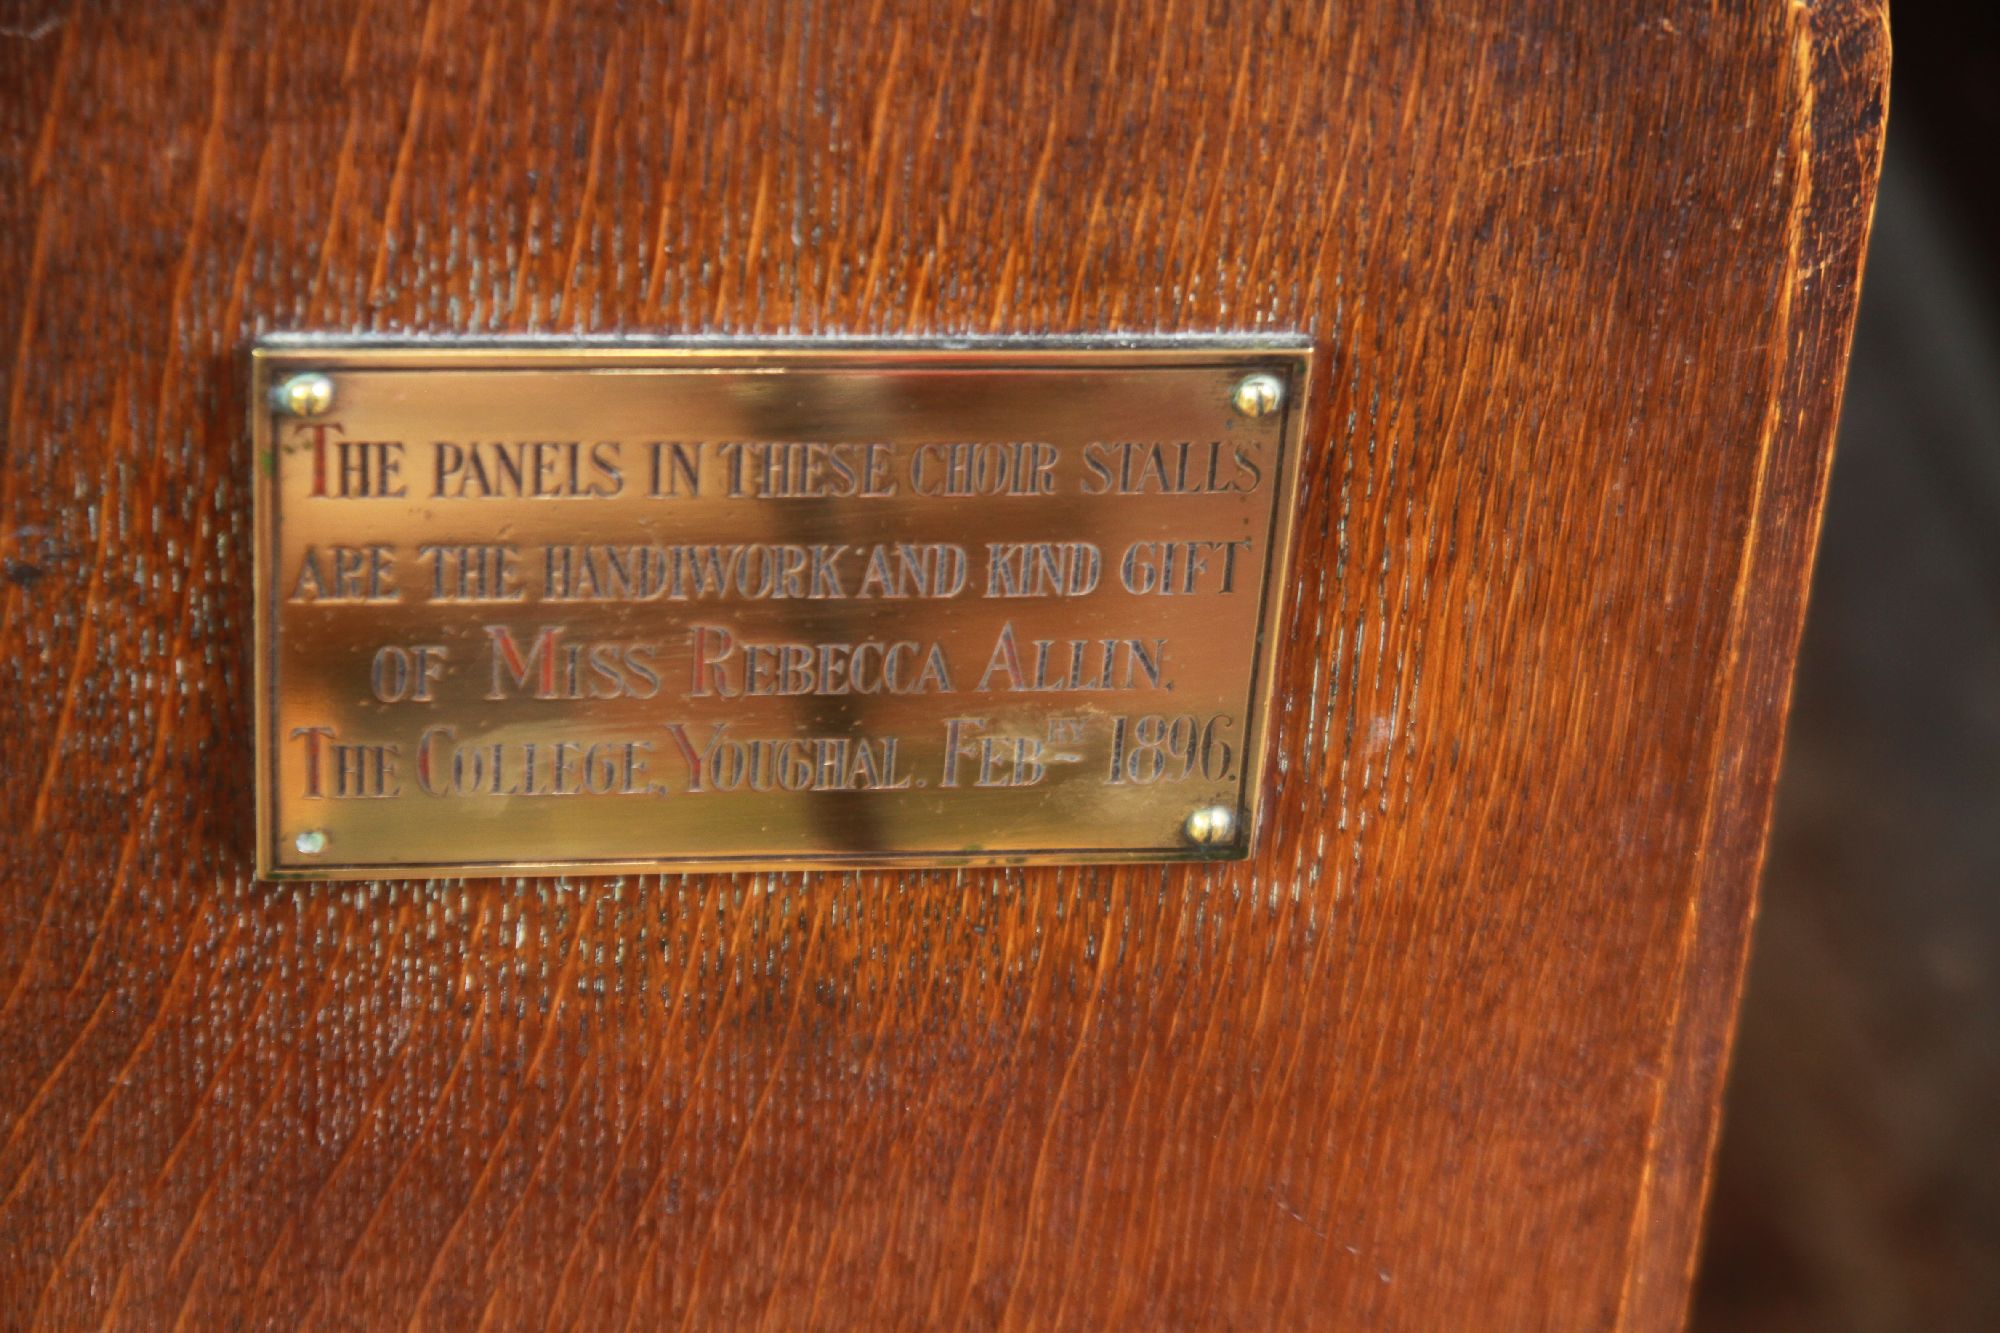 THE PANELS IN THESE CHOIR STALLS
ARE THE HANDIWORK AND KIND GIFT
OF MISS REBECCA ALLIN,
THE COLLEGE, YOUGHAL. FEBRY 1896.